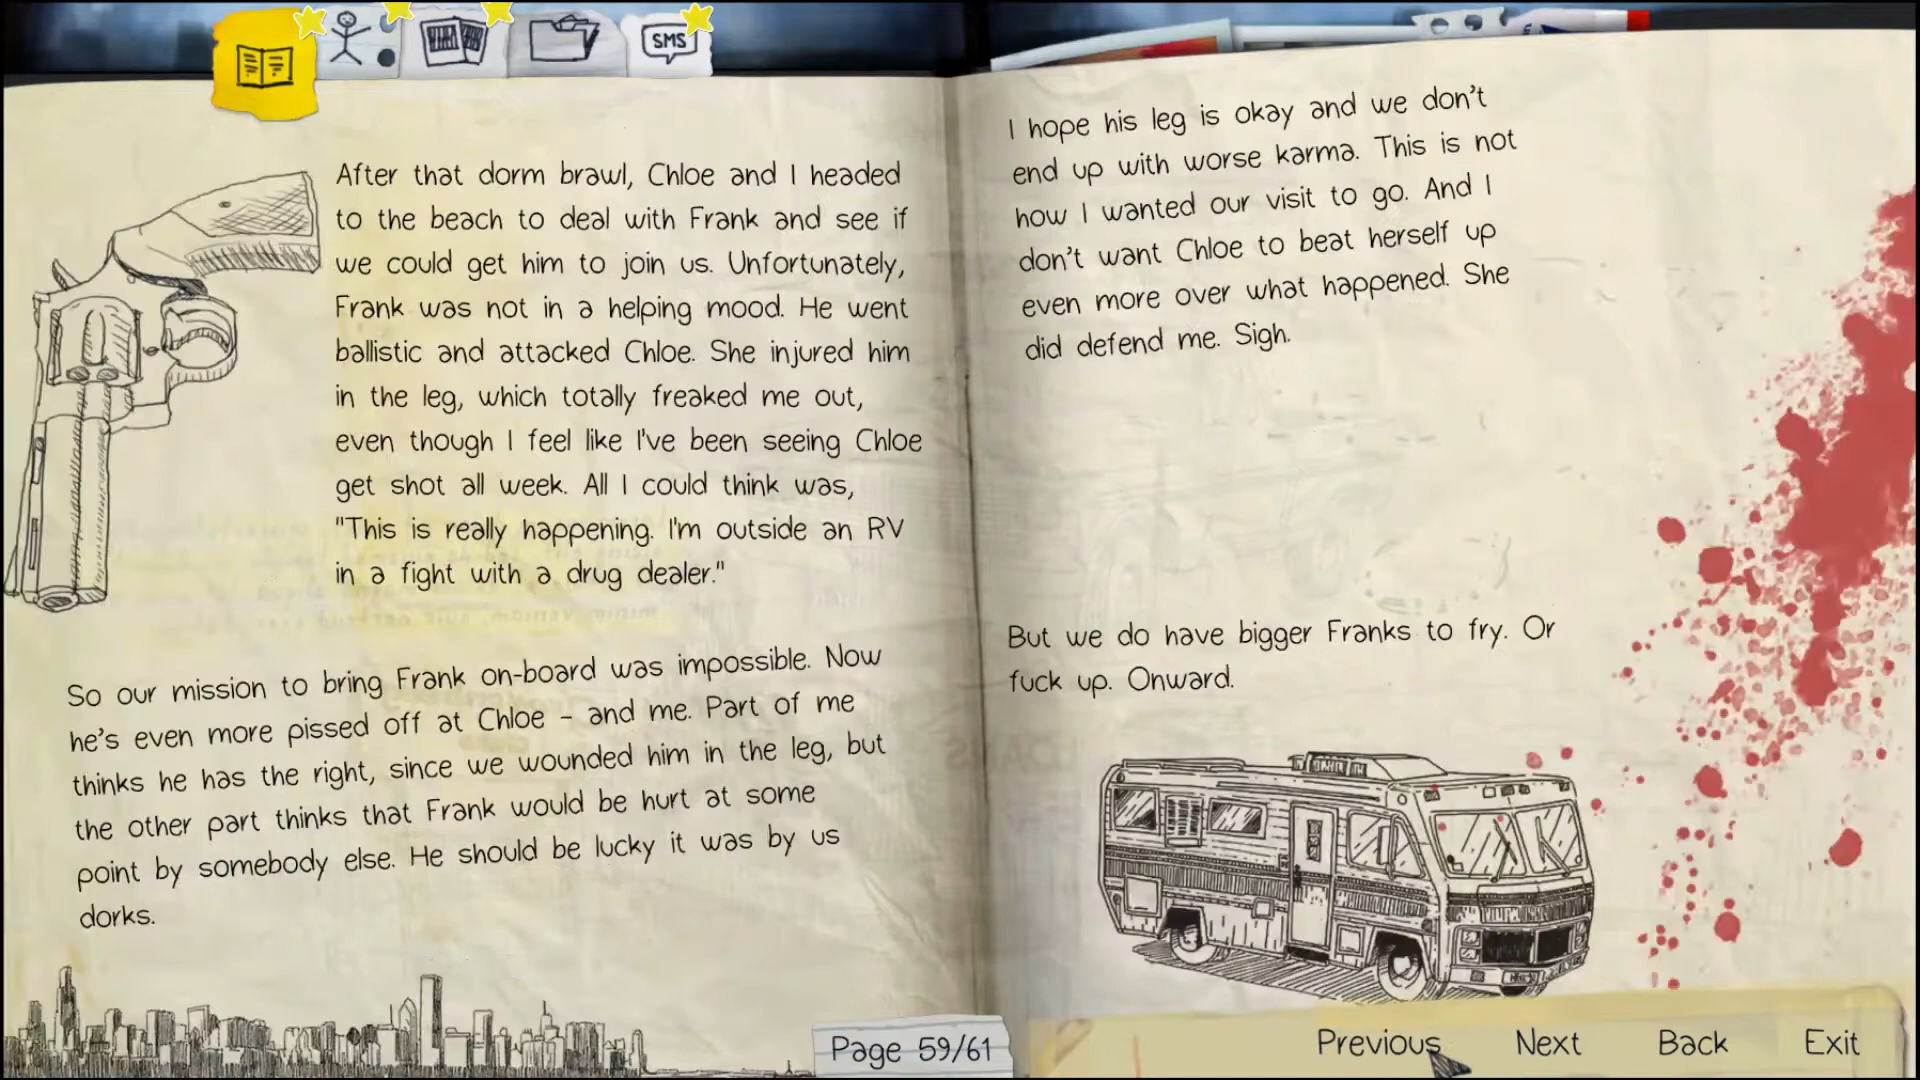 SMS
After that dorm brawl, Chloe and I headed
to the beach to deal with Frank and see if
we could get him to join us. Unfortunately,
Frank was not in a helping mood. He went
ballistic and attacked Chloe. She injured him
in the leg, which totally freaked me out,
even though I feel like I've been seeing Chloe
get shot all week. All I could think was,
"This is really happening. I'm outside an RV
in a fight with a drug dealer."
So our mission to bring Frank on-board was impossible. Now
he's even more pissed off at Chloe - and me. Part of me
thinks he has the right, since we wounded him in the leg, but
the other part thinks that Frank would be hurt at some
point by somebody else. He should be lucky it was by us
dorks.
I hope his leg is okay and we don't
end up with worse karma. This is not
how I wanted our visit to go. And I
don't want Chloe to beat herself up
even more over what happened. She
did defend me. Sigh.
But we do have bigger Franks to fry. Or
fuck up. Onward.
Page 59/61
Previous Next Back Exit